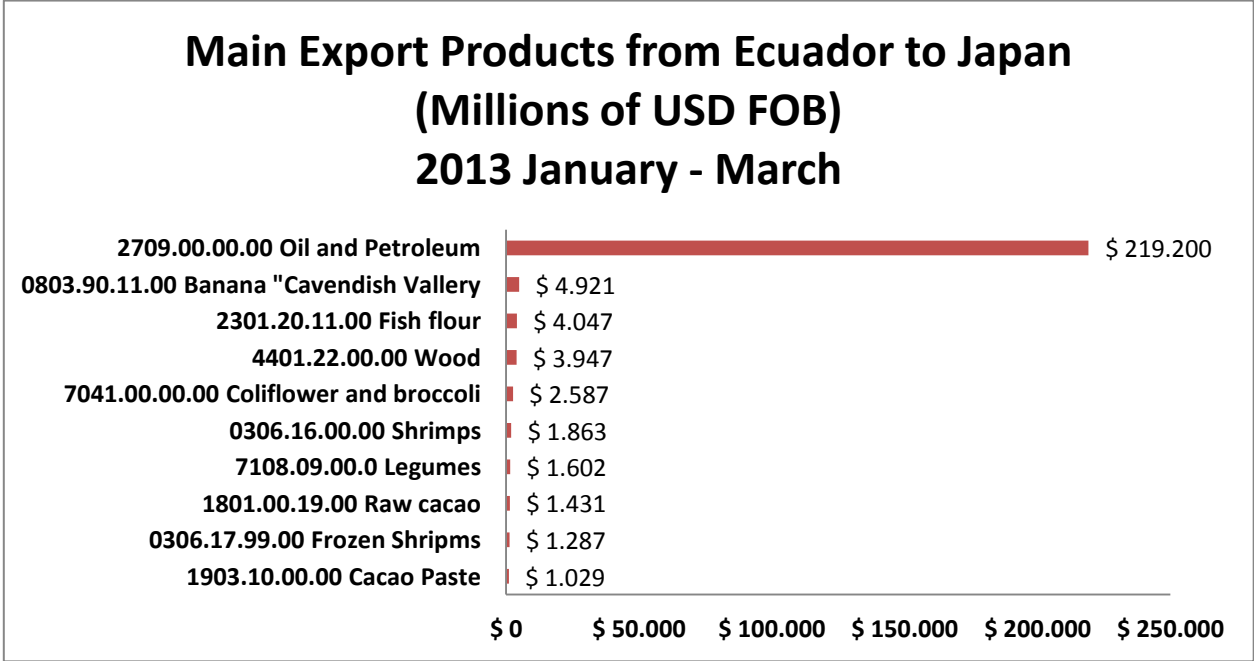 Main Export Products from Ecuador to Japan
(Millions of USD FOB)
2013 January - March
2709.00.00.00 Oil and Petroleum $ 219.200
0803.90.11.00 Banana "Cavendish Vallery $ 4.921
2301.20.11.00 Fish flour $ 4.047
4401.22.00.00 Wood $ 3.947
7041.00.00.00 Coliflower and broccoli $ 2.587
0306.16.00.00 Shrimps $ 1.863
7108.09.00.0 Legumes $ 1.602
1801.00.19.00 Raw cacao $ 1.431
0306.17.99.00 Frozen Shripms $ 1.287
1903.10.00.00 Cacao Paste $ 1.029
$ 0 $ 50.000 $ 100.000 $ 150.000 $ 200.000 $ 250.000